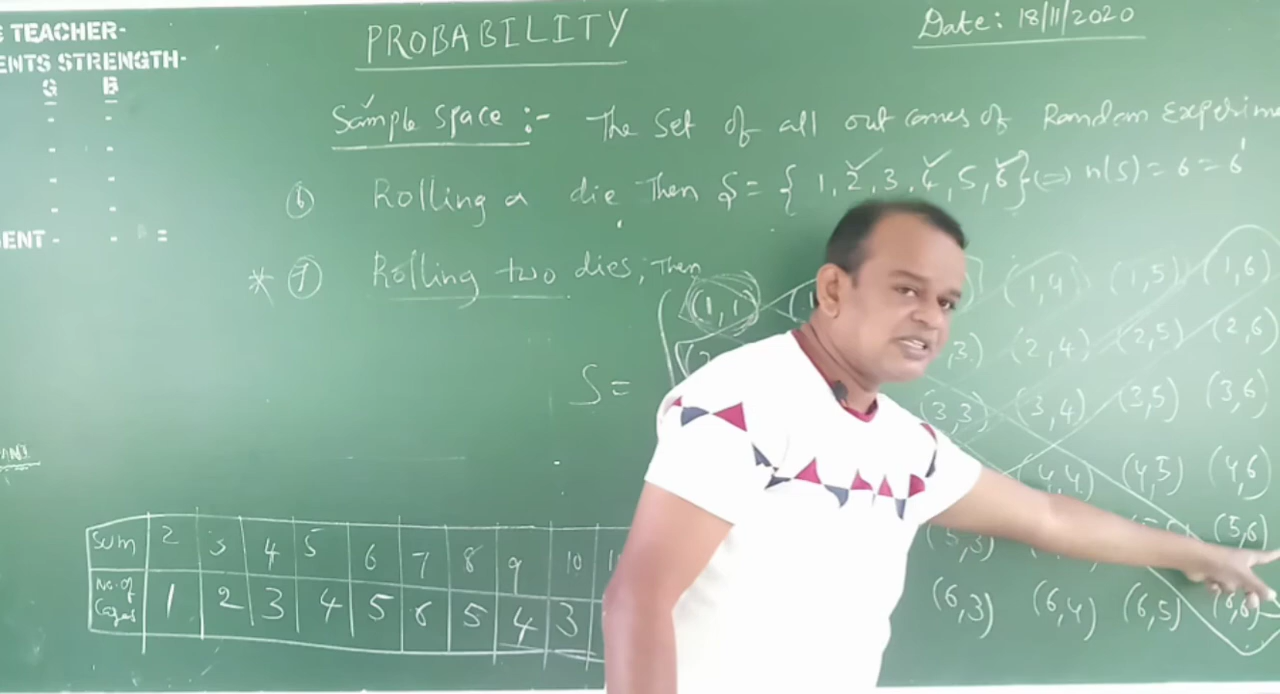 TEACHER-
ENTS STRENGTH-
G B
- -
- -
- -
- -
ENT - - =
PROBABILITY
Date: 18/11/2020
Sample space :- The set of all out comes of Random Experime
(6) Rolling a die Then S = { 1, 2, 3, 4, 5, 6} ⇔ n(S) = 6 = 6¹
* (7) Rolling two dies, Then
S =
(1,1) (1,4) (1,5) (1,6)
(2,4) (2,5) (2,6)
(3,3) (3,4) (3,5) (3,6)
(4,4) (4,5) (4,6)
(5,3) (5,6)
(6,3) (6,4) (6,5) (6,6)
Sum 2 3 4 5 6 7 8 9 10
No. of Cases 1 2 3 4 5 6 5 4 3